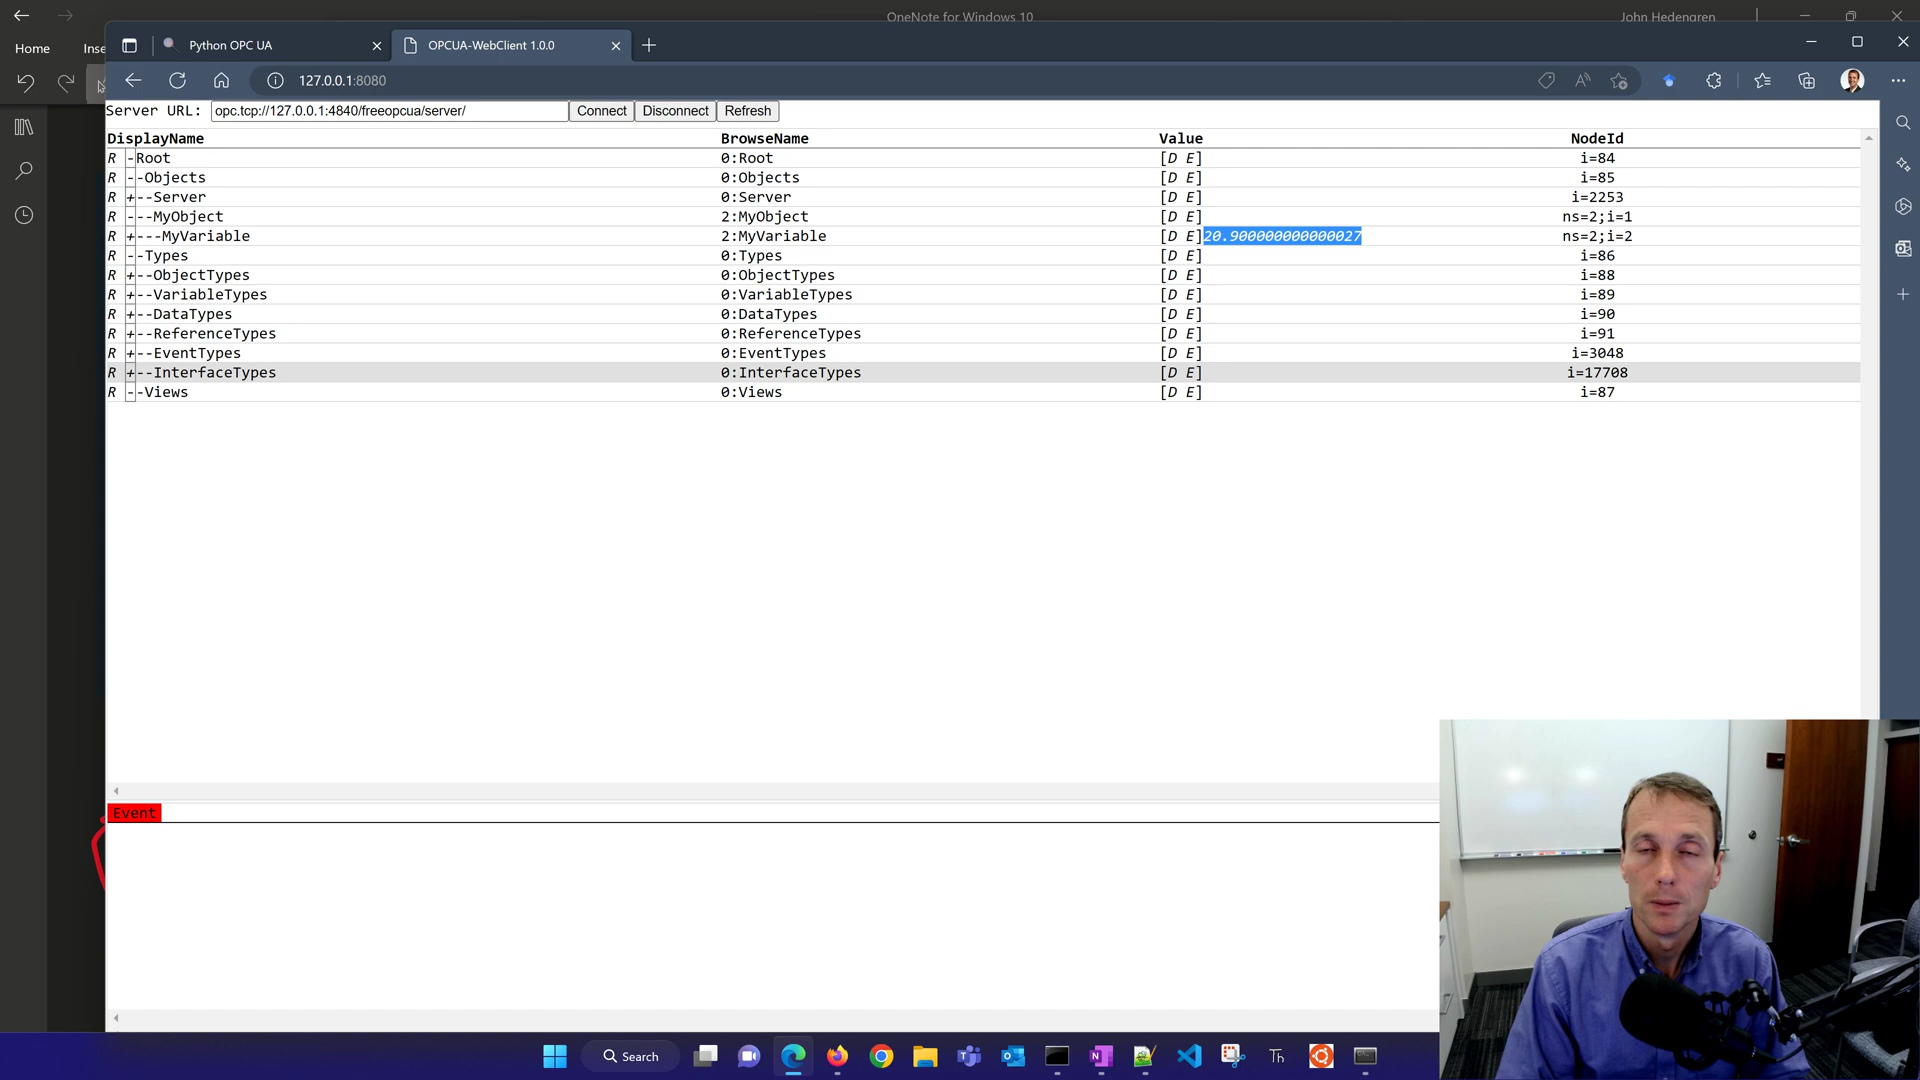 OneNote for Windows 10
John Hedengren
Home
Inse
Python OPC UA
OPCUA-WebClient 1.0.0
127.0.0.1:8080
Server URL: opc.tcp://127.0.0.1:4840/freeopcua/server/ Connect Disconnect Refresh
DisplayName BrowseName Value NodeId
R -Root 0:Root [D E] i=84
R --Objects 0:Objects [D E] i=85
R +--Server 0:Server [D E] i=2253
R ---MyObject 2:MyObject [D E] ns=2;i=1
R +---MyVariable 2:MyVariable [D E]20.900000000000027 ns=2;i=2
R --Types 0:Types [D E] i=86
R +--ObjectTypes 0:ObjectTypes [D E] i=88
R +--VariableTypes 0:VariableTypes [D E] i=89
R +--DataTypes 0:DataTypes [D E] i=90
R +--ReferenceTypes 0:ReferenceTypes [D E] i=91
R +--EventTypes 0:EventTypes [D E] i=3048
R +--InterfaceTypes 0:InterfaceTypes [D E] i=17708
R --Views 0:Views [D E] i=87
Event
Search
Th